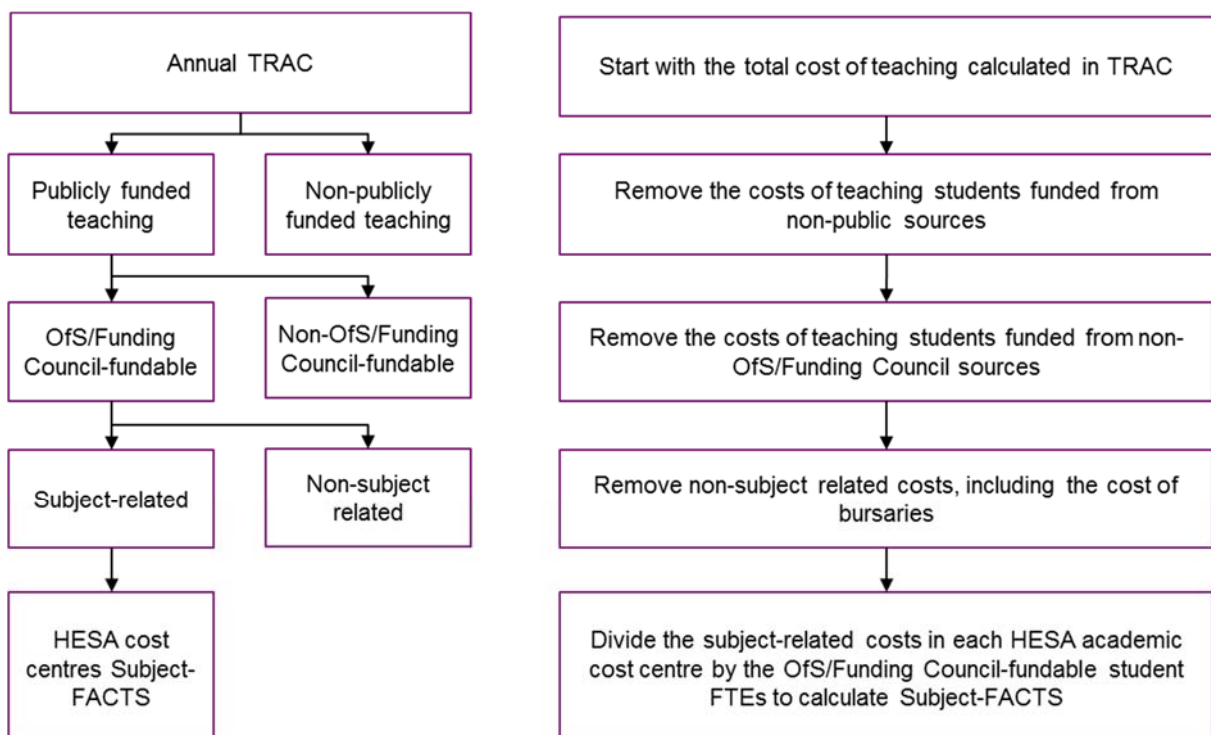 Annual TRAC
Start with the total cost of teaching calculated in TRAC
Publicly funded
teaching
Non-publicly
funded teaching
Remove the costs of teaching students funded from
non-public sources
OfS/Funding
Council-fundable
Non-OfS/Funding
Council-fundable
Remove the costs of teaching students funded from non-
OfS/Funding Council sources
Subject-related
Non-subject
related
Remove non-subject related costs, including the cost of
bursaries
HESA cost
centres Subject-
FACTS
Divide the subject-related costs in each HESA academic
cost centre by the OfS/Funding Council-fundable student
FTEs to calculate Subject-FACTS